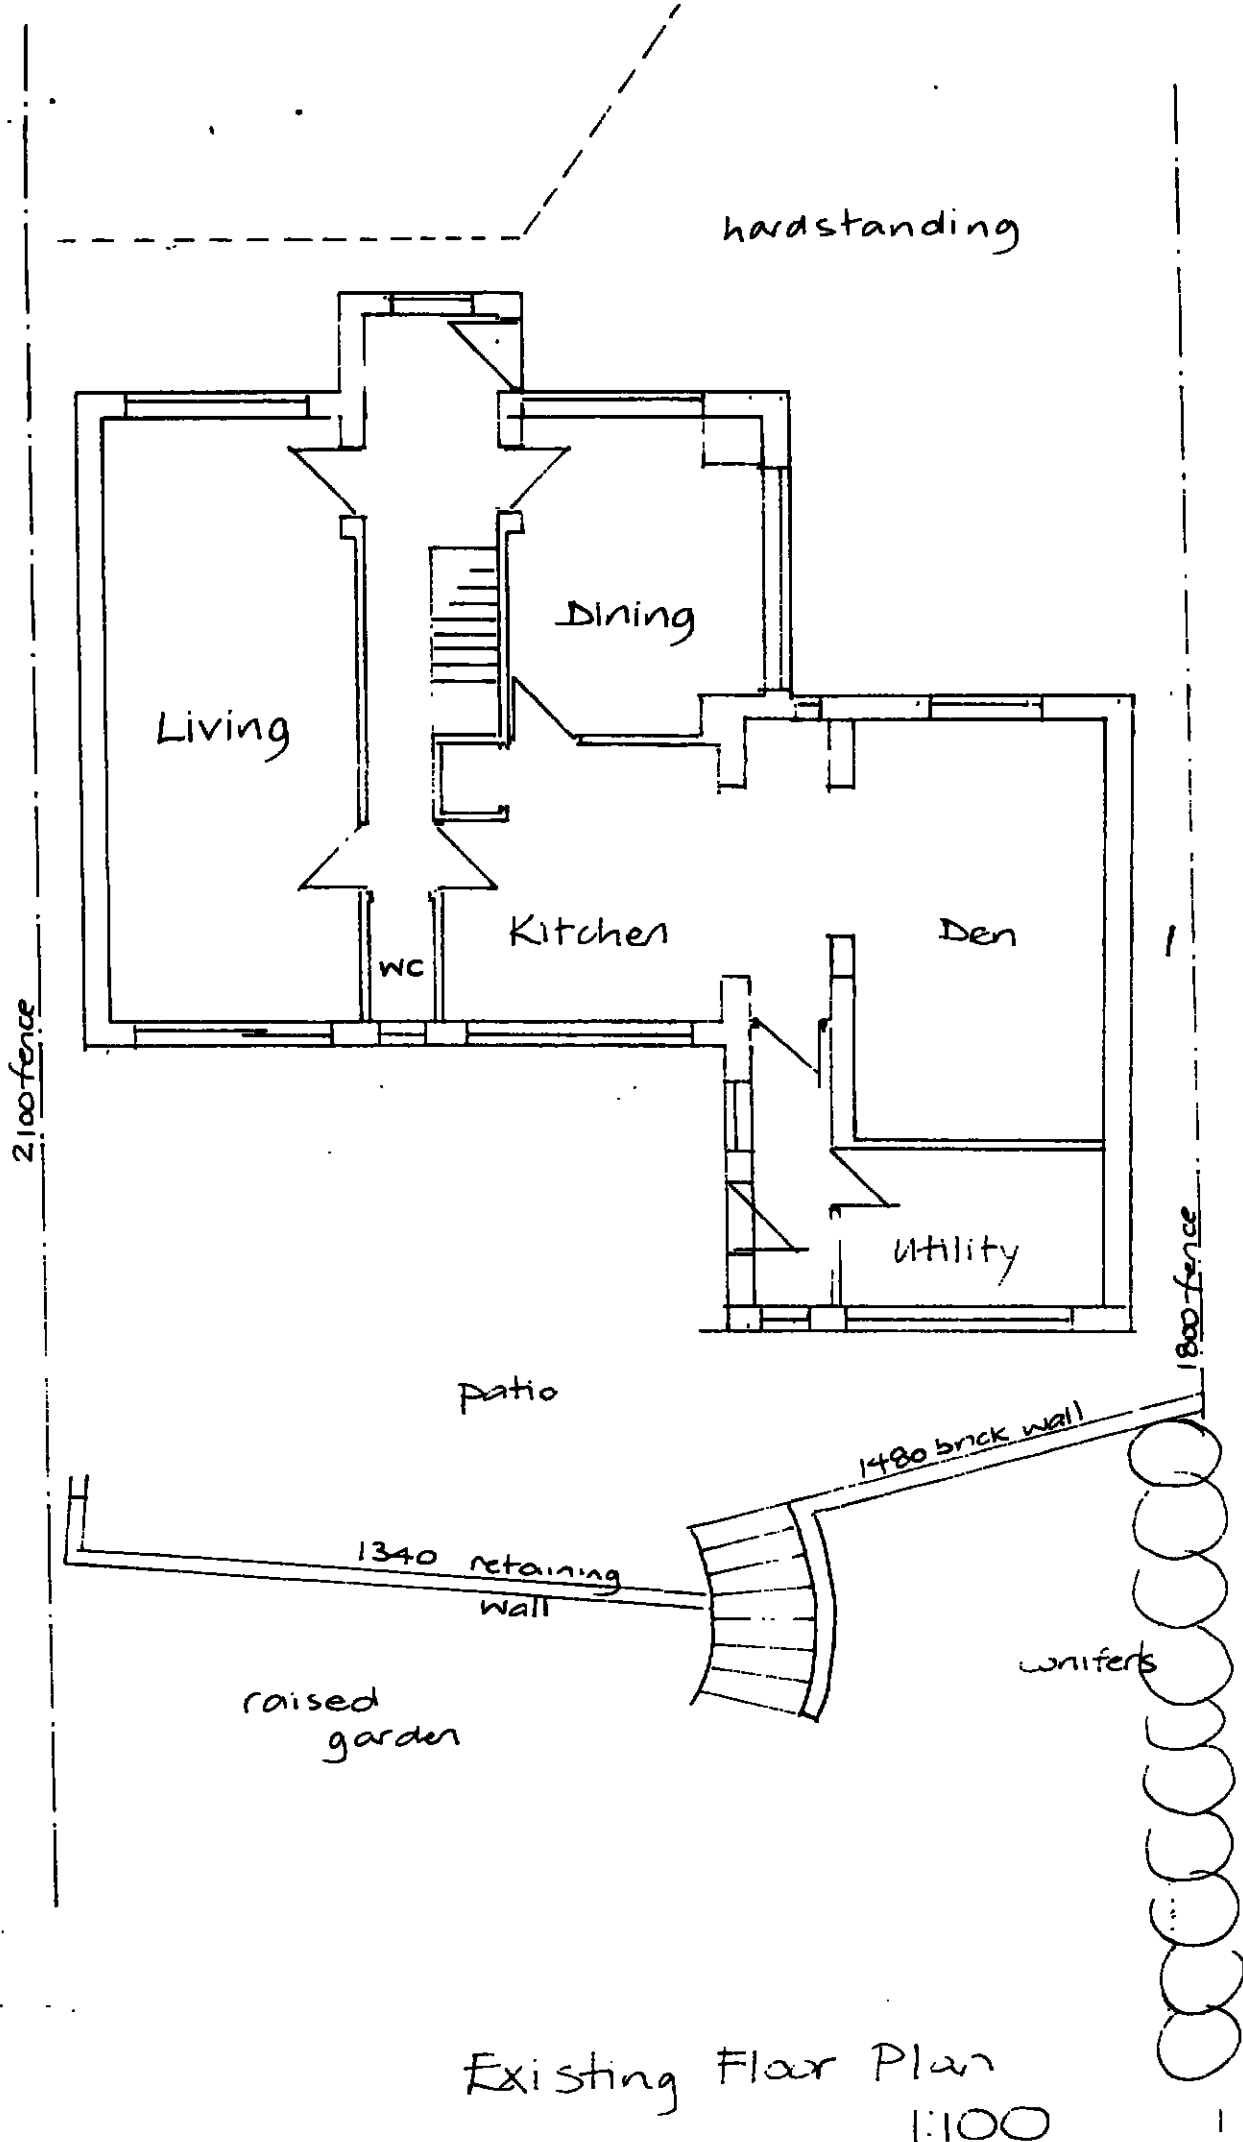 hardstanding
Dining
Living
Kitchen
Den
WC
2100 fence
Utility
1800 fence
patio
1480 brick wall
1340 retaining
wall
conifers
raised
garden
Existing Floor Plan
1:100